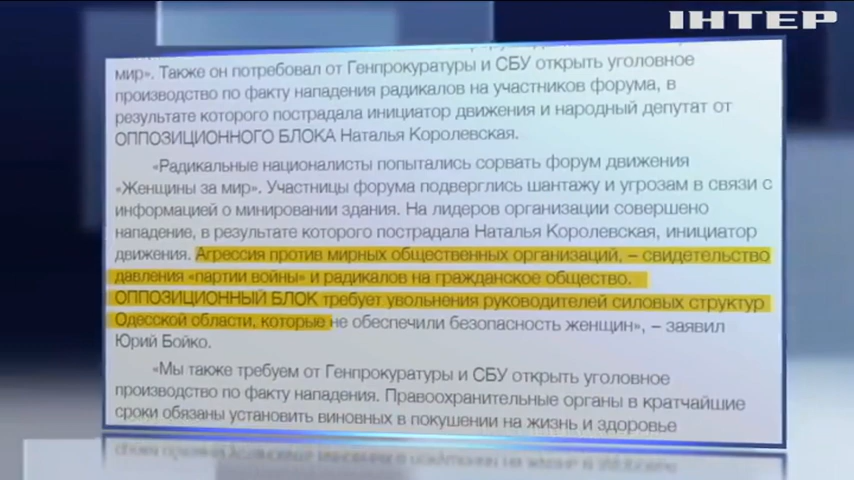 ІНТЕР
мир». Также он потребовал от Генпрокуратуры и СБУ открыть уголовное
производство по факту нападения радикалов на участников форума, в
результате которого пострадала инициатор движения и народный депутат от
ОППОЗИЦИОННОГО БЛОКА Наталья Королевская.
«Радикальные националисты попытались сорвать форум движения
«Женщины за мир». Участницы форума подверглись шантажу и угрозам в связи с
информацией о минировании здания. На лидеров организации совершено
нападение, в результате которого пострадала Наталья Королевская, инициатор
движения. Агрессия против мирных общественных организаций, – свидетельство
давления «партии войны» и радикалов на гражданское общество.
ОППОЗИЦИОННЫЙ БЛОК требует увольнения руководителей силовых структур
Одесской области, которые не обеспечили безопасность женщин», – заявил
Юрий Бойко.
«Мы также требуем от Генпрокуратуры и СБУ открыть уголовное
производство по факту нападения. Правоохранительные органы в кратчайшие
сроки обязаны установить виновных в покушении на жизнь и здоровье